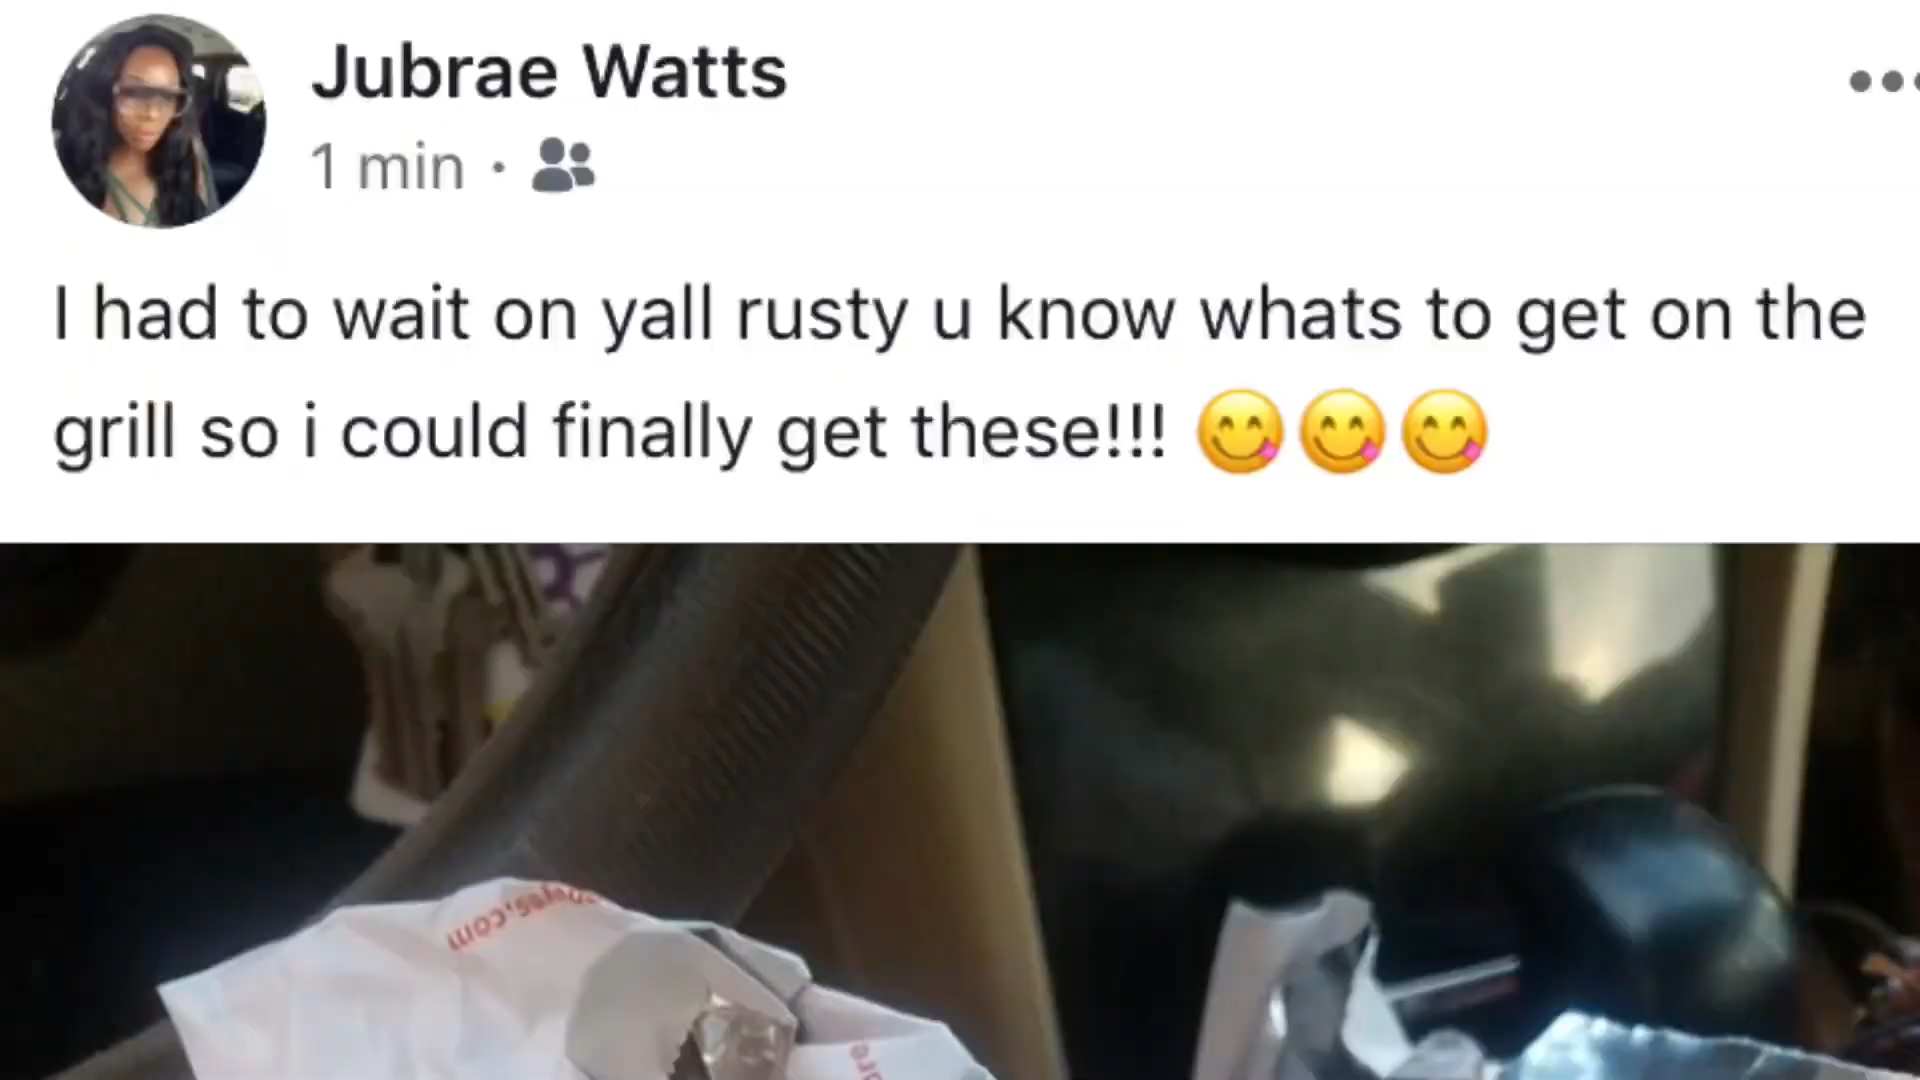 Jubrae Watts
1 min
I had to wait on yall rusty u know whats to get on the
grill so i could finally get these!!! 😋😋😋